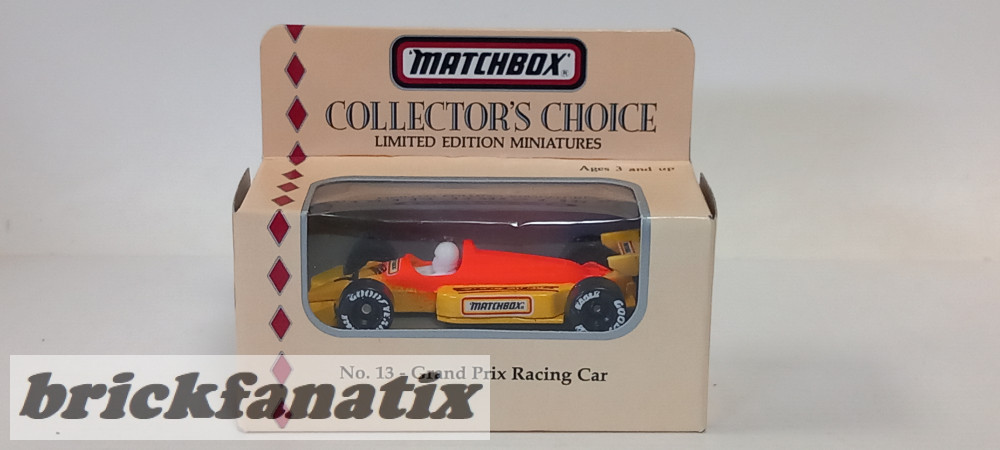 MATCHBOX®
COLLECTOR'S CHOICE
LIMITED EDITION MINIATURES
Ages 3 and up
MATCHBOX
GOODYEAR
EAGLE
No. 13 - Grand Prix Racing Car
brickfanatix